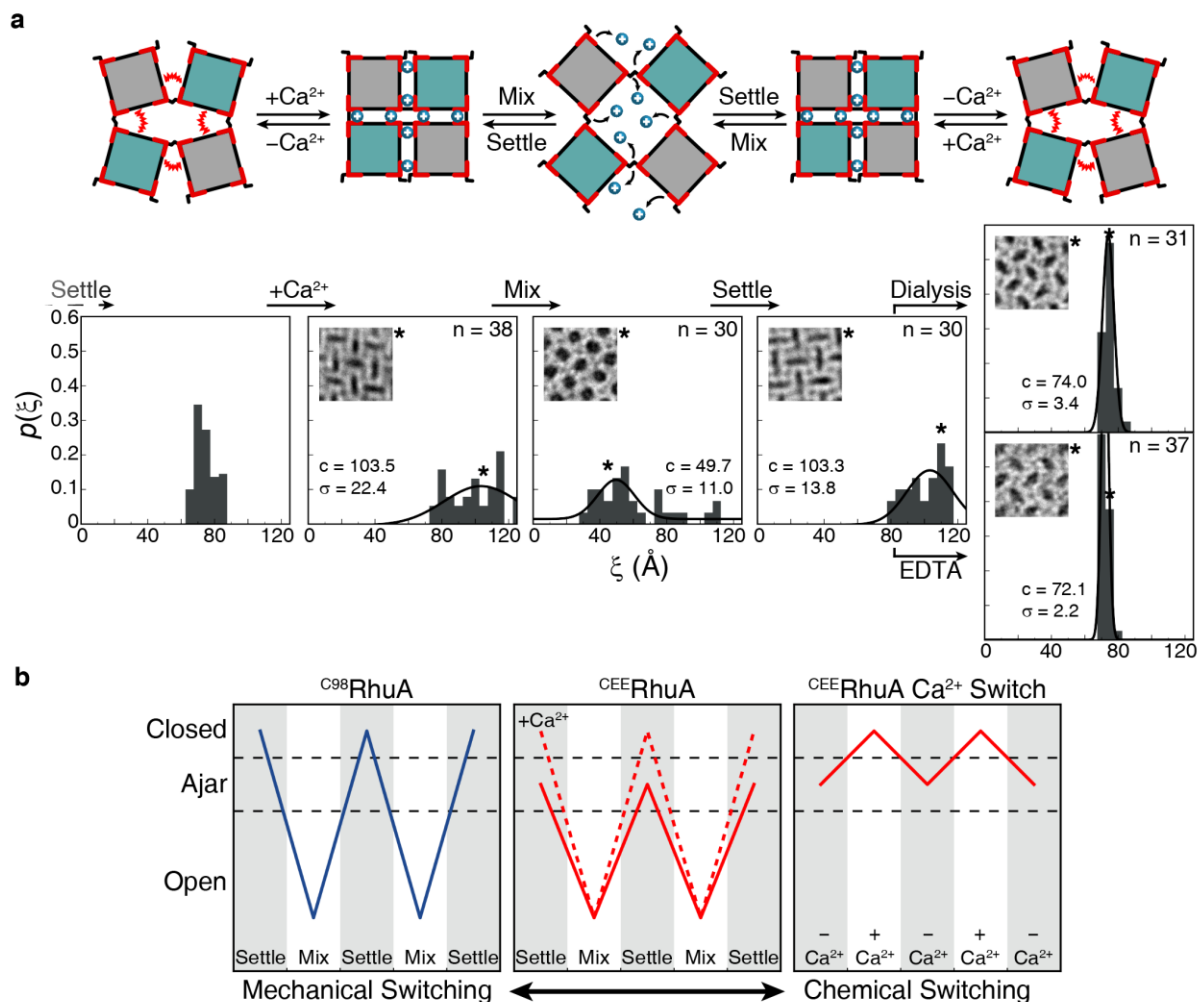 a
+Ca²⁺
−Ca²⁺
Mix
Settle
Settle
Mix
−Ca²⁺
+Ca²⁺
Settle
+Ca²⁺
Mix
Settle
Dialysis
EDTA
p(ξ)
0.6
0.5
0.4
0.3
0.2
0.1
0
0 40 80 120
* n = 38
c = 103.5
σ = 22.4
*
0 40 80 120
* n = 30
c = 49.7
σ = 11.0
*
0 40 80 120
* n = 30
c = 103.3
σ = 13.8
*
0 40 80 120
ξ (Å)
* * n = 31
c = 74.0
σ = 3.4
* n = 37
*
c = 72.1
σ = 2.2
0 40 80 120
b
C98RhuA
CEERhuA
CEERhuA Ca²⁺ Switch
Closed
Ajar
Open
+Ca²⁺
Settle Mix Settle Mix Settle
Settle Mix Settle Mix Settle
− + − + −
Ca²⁺ Ca²⁺ Ca²⁺ Ca²⁺ Ca²⁺
Mechanical Switching
Chemical Switching